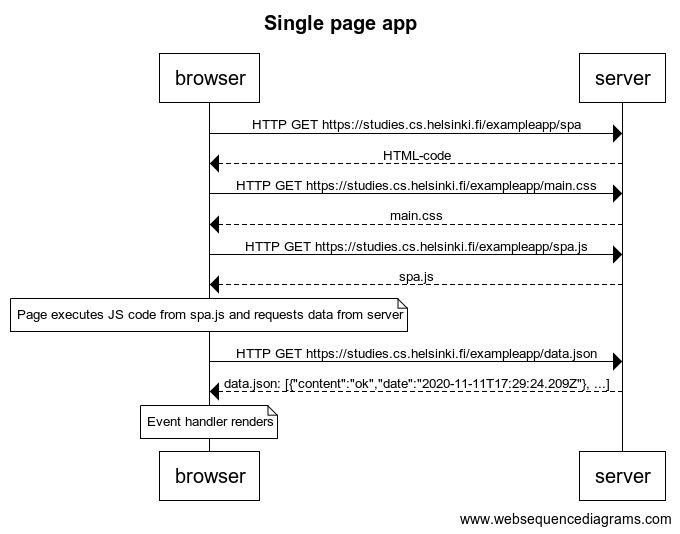 Single page app
browser
server
HTTP GET https://studies.cs.helsinki.fi/exampleapp/spa
HTML-code
HTTP GET https://studies.cs.helsinki.fi/exampleapp/main.css
main.css
HTTP GET https://studies.cs.helsinki.fi/exampleapp/spa.js
spa.js
Page executes JS code from spa.js and requests data from server
HTTP GET https://studies.cs.helsinki.fi/exampleapp/data.json
data.json: [{"content":"ok","date":"2020-11-11T17:29:24.209Z"}, ...]
Event handler renders
browser
server
www.websequencediagrams.com